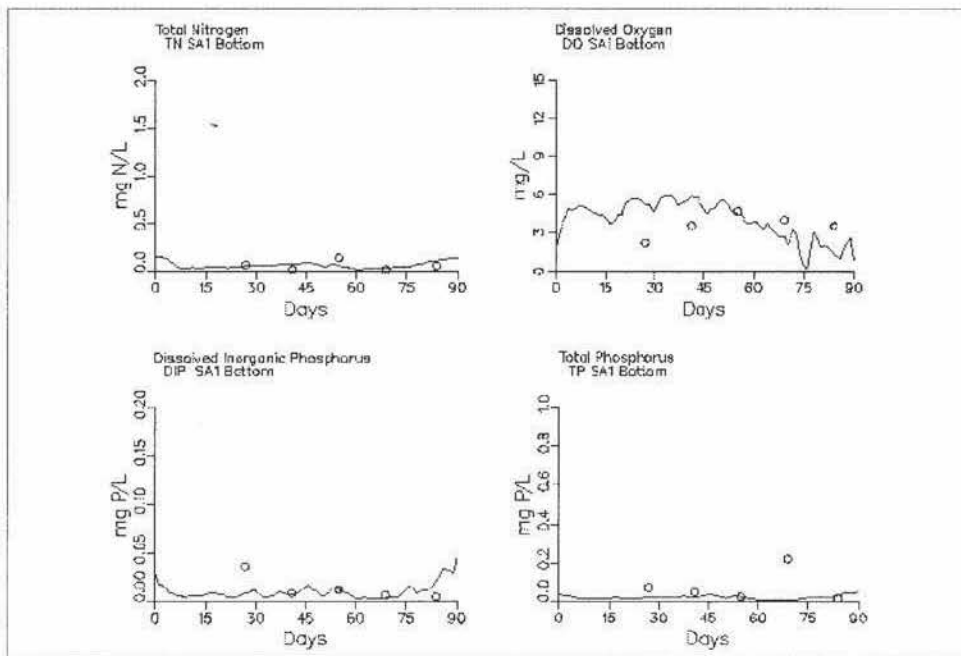 Total Nitrogen
TN SA1 Bottom
mg N/L
2.0
1.5
1.0
0.5
0.0
0 15 30 45 60 75 90
Days
Dissolved Oxygen
DO SA1 Bottom
mg/L
15
12
9
6
3
0
0 15 30 45 60 75 90
Days
Dissolved Inorganic Phosphorus
DIP SA1 Bottom
mg P/L
0.20
0.15
0.10
0.05
0.00
0 15 30 45 60 75 90
Days
Total Phosphorus
TP SA1 Bottom
mg P/L
1.0
0.8
0.6
0.4
0.2
0.0
0 15 30 45 60 75 90
Days